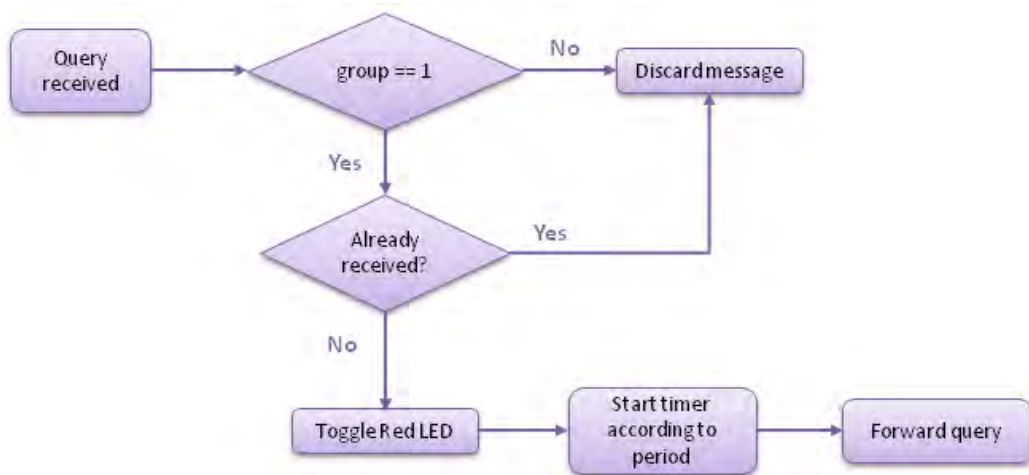 Query
received
group == 1
No
Discard message
Yes
Already
received?
Yes
No
Toggle Red LED
Start timer
according to
period
Forward query